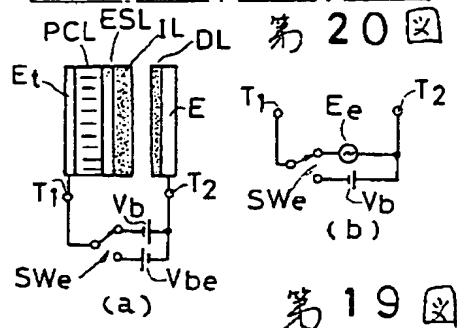 第20図
PCL ESL IL DL
Et E
T1 T2
Vb
SWe Vbe
(a)
T1 Ee T2
SWe Vb
(b)
第19図